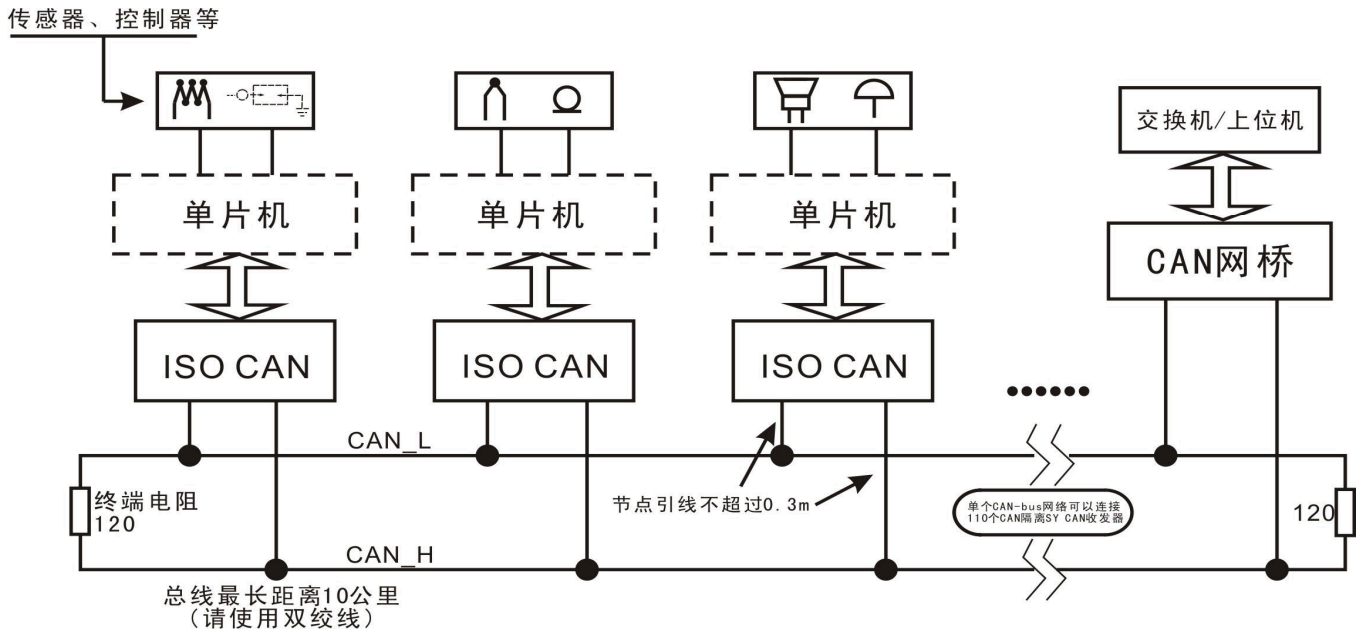 传感器、控制器等
交换机/上位机
单片机
单片机
单片机
CAN网桥
ISO CAN
ISO CAN
ISO CAN
CAN_L
终端电阻
120
节点引线不超过0.3m
单个CAN-bus网络可以连接
110个CAN隔离SY CAN收发器
120
CAN_H
总线最长距离10公里
(请使用双绞线)